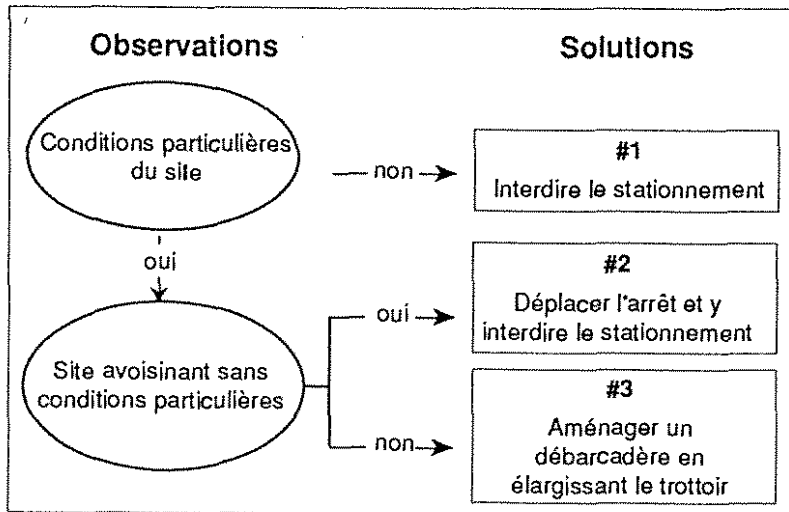 Observations
Solutions
Conditions particulières
du site
non
#1
Interdire le stationnement
oui
#2
Déplacer l'arrêt et y
interdire le stationnement
oui
Site avoisinant sans
conditions particulières
#3
Aménager un
débarcadère en
élargissant le trottoir
non